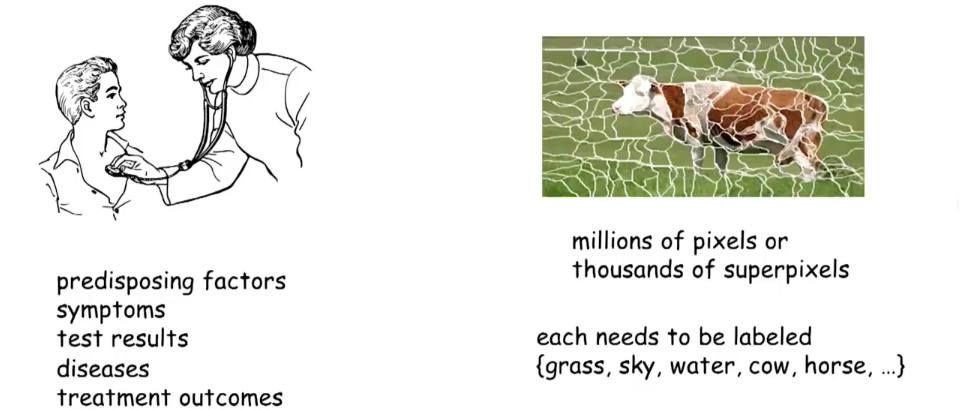 predisposing factors
symptoms
test results
diseases
treatment outcomes
millions of pixels or
thousands of superpixels
each needs to be labeled
{grass, sky, water, cow, horse, ...}